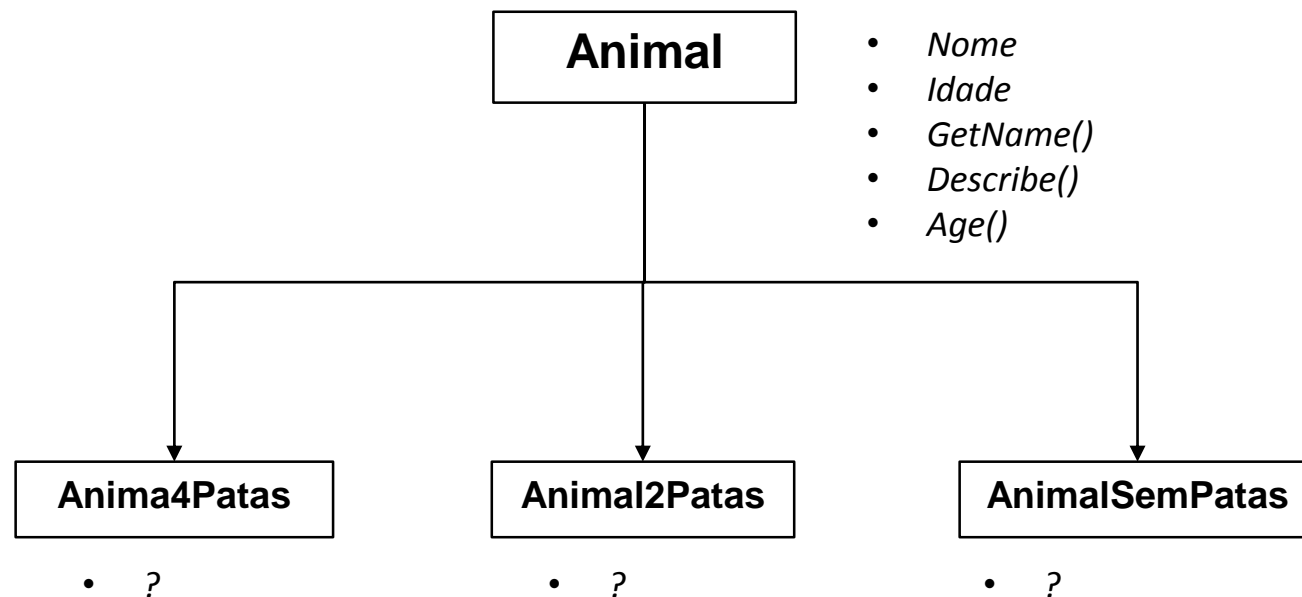 Animal
• Nome
• Idade
• GetName()
• Describe()
• Age()
Anima4Patas
Animal2Patas
AnimalSemPatas
• ?
• ?
• ?